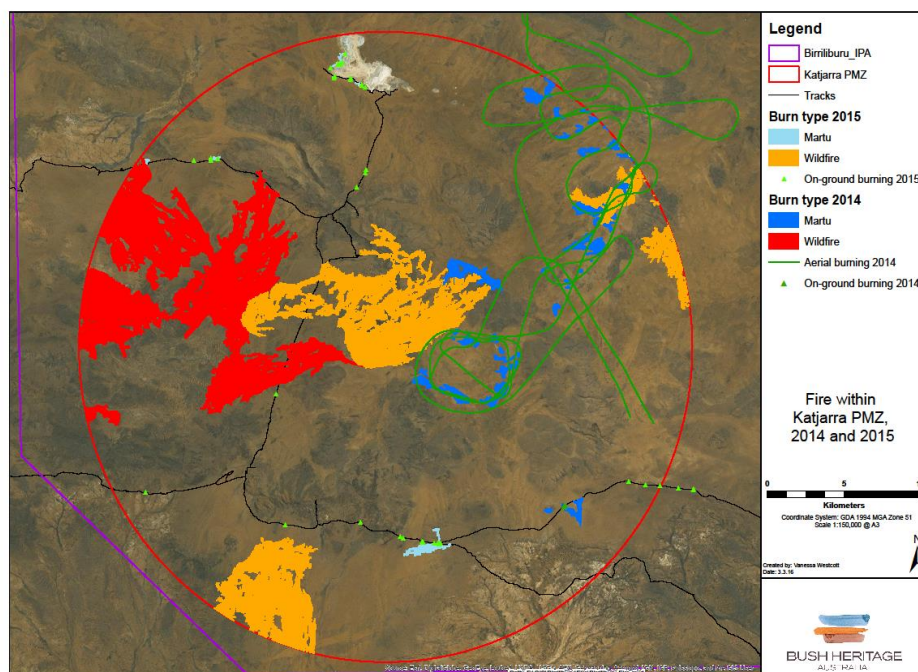 Legend
Birriliburu_IPA
Katjarra PMZ
Tracks
Burn type 2015
Martu
Wildfire
On-ground burning 2015
Burn type 2014
Martu
Wildfire
Aerial burning 2014
On-ground burning 2014
Fire within
Katjarra PMZ,
2014 and 2015
0 5 1
Kilometers
Coordinate System: GDA 1994 MGA Zone 51
Scale 1:150,000 @ A3
N
Created by: Vanessa Westcott
Date: 3.3.16
BUSH HERITAGE
AUSTRALIA